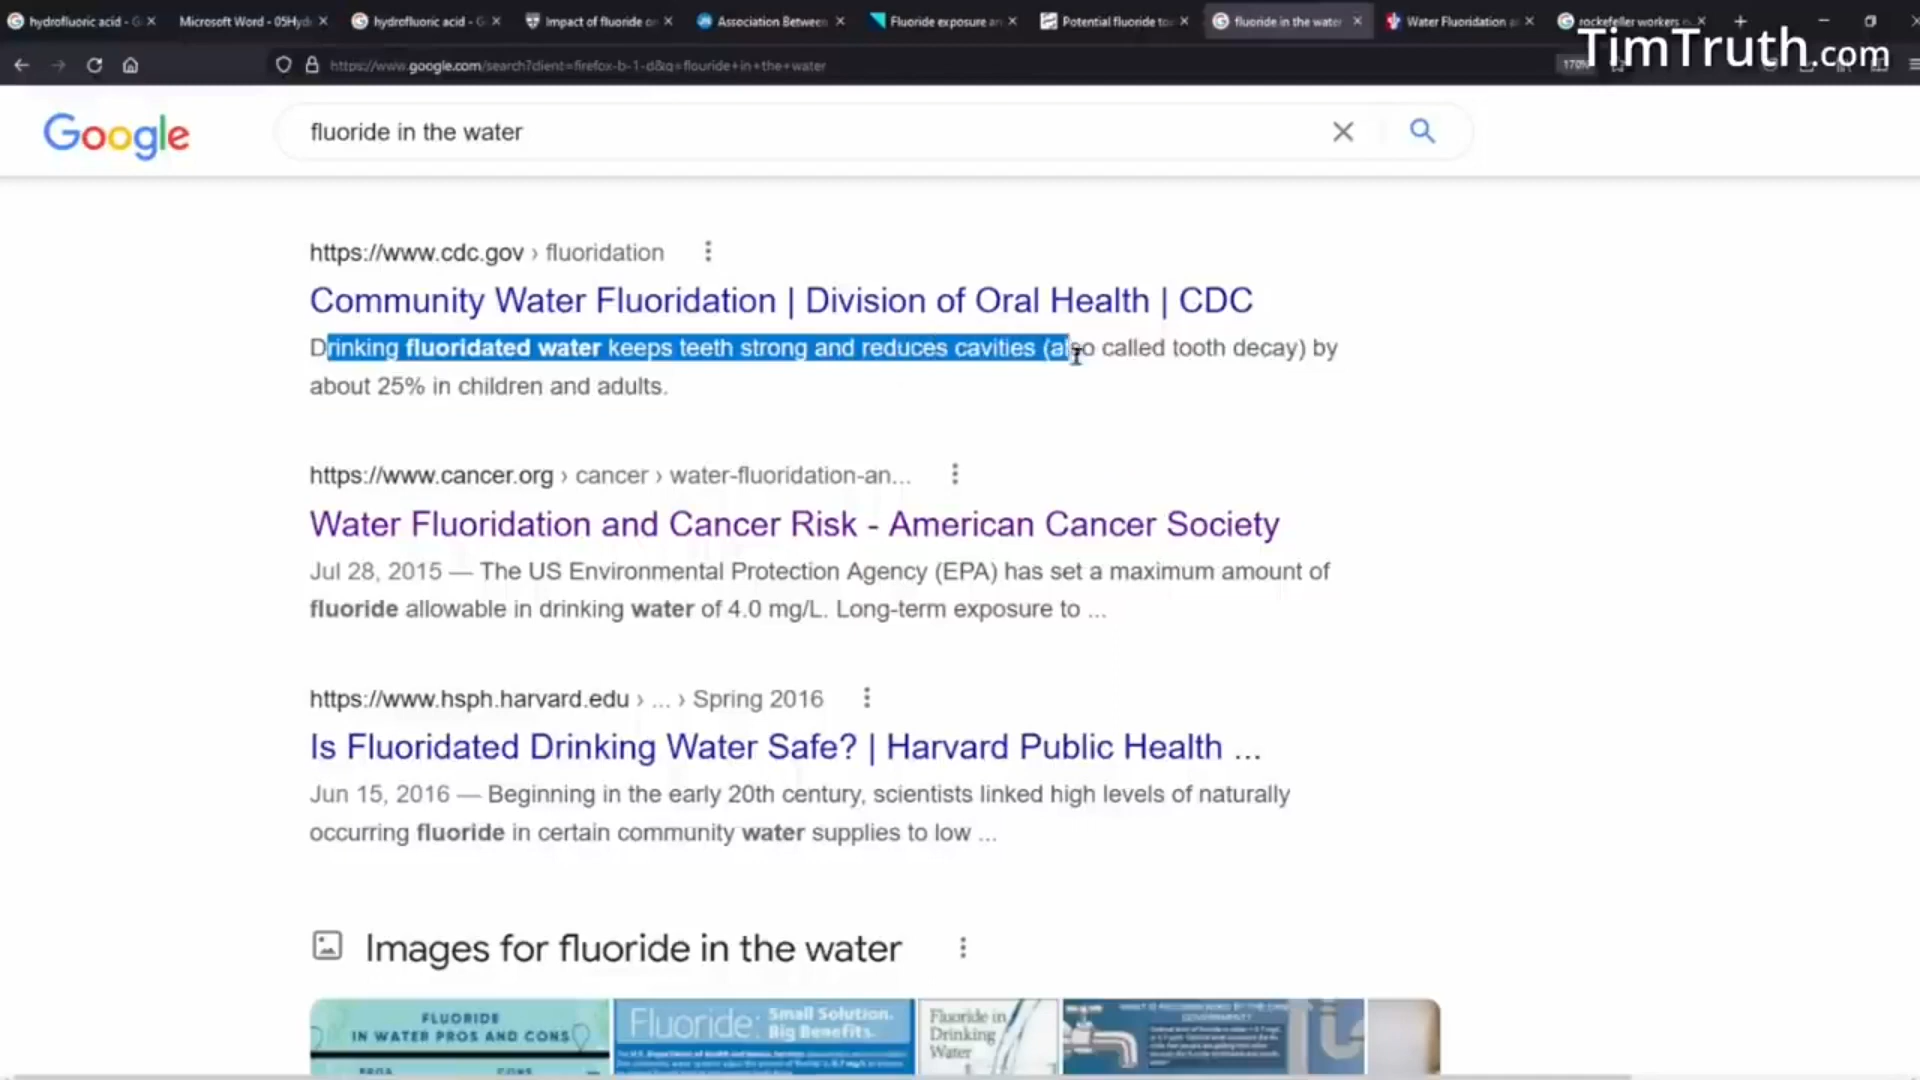 hydrofluoric acid - G
Microsoft Word - 05Hyd
hydrofluoric acid - G
Impact of fluoride on
Association Between
Fluoride exposure an
Potential fluoride to
fluoride in the water
Water Fluoridation a
rockefeller workers
TimTruth.com
https://www.google.com/search?client=firefox-b-1-d&q=flouride+in+the+water
170%
Google
fluoride in the water
https://www.cdc.gov › fluoridation
Community Water Fluoridation | Division of Oral Health | CDC
Drinking fluoridated water keeps teeth strong and reduces cavities (also called tooth decay) by
about 25% in children and adults.
https://www.cancer.org › cancer › water-fluoridation-an...
Water Fluoridation and Cancer Risk - American Cancer Society
Jul 28, 2015 — The US Environmental Protection Agency (EPA) has set a maximum amount of
fluoride allowable in drinking water of 4.0 mg/L. Long-term exposure to ...
https://www.hsph.harvard.edu › ... › Spring 2016
Is Fluoridated Drinking Water Safe? | Harvard Public Health ...
Jun 15, 2016 — Beginning in the early 20th century, scientists linked high levels of naturally
occurring fluoride in certain community water supplies to low ...
Images for fluoride in the water
FLUORIDE
IN WATER PROS AND CONS
PROS
CONS
Fluoride: Small Solution.
Big Benefits.
Fluoride in
Drinking
Water